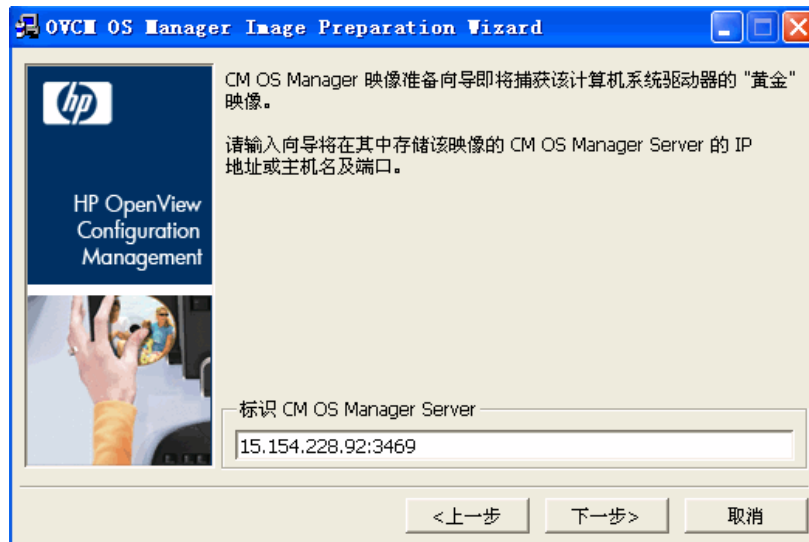 OVCM OS Manager Image Preparation Wizard
hp
HP OpenView
Configuration
Management
CM OS Manager 映像准备向导即将捕获该计算机系统驱动器的 "黄金"
映像。
请输入向导将在其中存储该映像的 CM OS Manager Server 的 IP
地址或主机名及端口。
标识 CM OS Manager Server
15.154.228.92:3469
<上一步
下一步>
取消